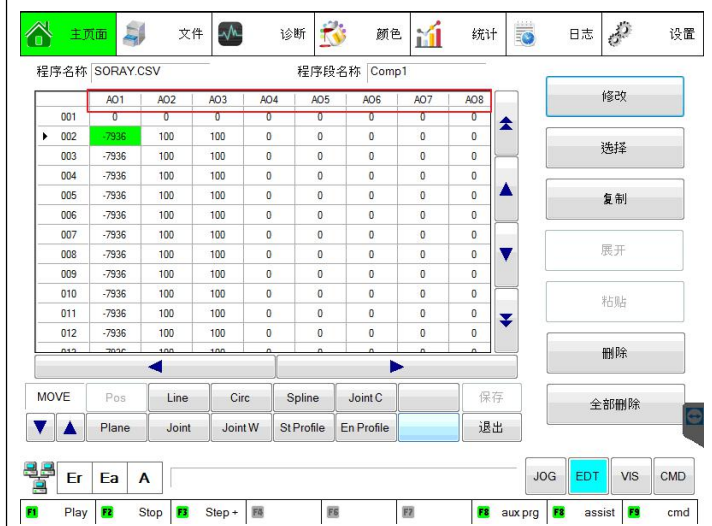 主页面 文件 诊断 颜色 统计 日志 设置
程序名称 SORAY.CSV 程序段名称 Comp1
AO1 AO2 AO3 AO4 AO5 AO6 AO7 AO8
001 0 0 0 0 0 0 0 0
002 -7936 100 100 0 0 0 0 0
003 -7936 100 100 0 0 0 0 0
004 -7936 100 100 0 0 0 0 0
005 -7936 100 100 0 0 0 0 0
006 -7936 100 100 0 0 0 0 0
007 -7936 100 100 0 0 0 0 0
008 -7936 100 100 0 0 0 0 0
009 -7936 100 100 0 0 0 0 0
010 -7936 100 100 0 0 0 0 0
011 -7936 100 100 0 0 0 0 0
012 -7936 100 100 0 0 0 0 0
修改
选择
复制
展开
粘贴
删除
全部删除
MOVE Pos Line Circ Spline Joint C 保存
Plane Joint Joint W St Profile En Profile 退出
Er Ea A JOG EDT VIS CMD
F1 Play F2 Stop F3 Step + F4 F6 F7 F8 aux prg F8 assist F9 cmd